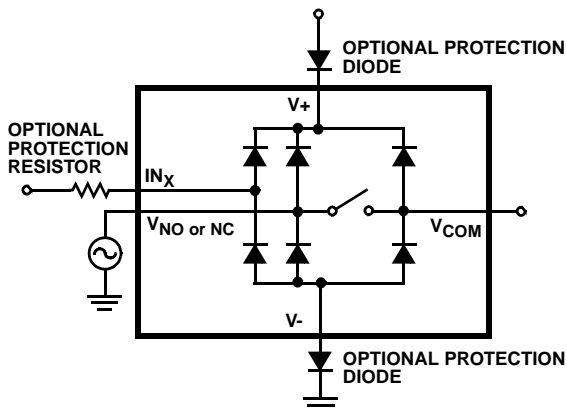 OPTIONAL PROTECTION
DIODE
V+
OPTIONAL
PROTECTION
RESISTOR
INX
VNO or NC
VCOM
V-
OPTIONAL PROTECTION
DIODE